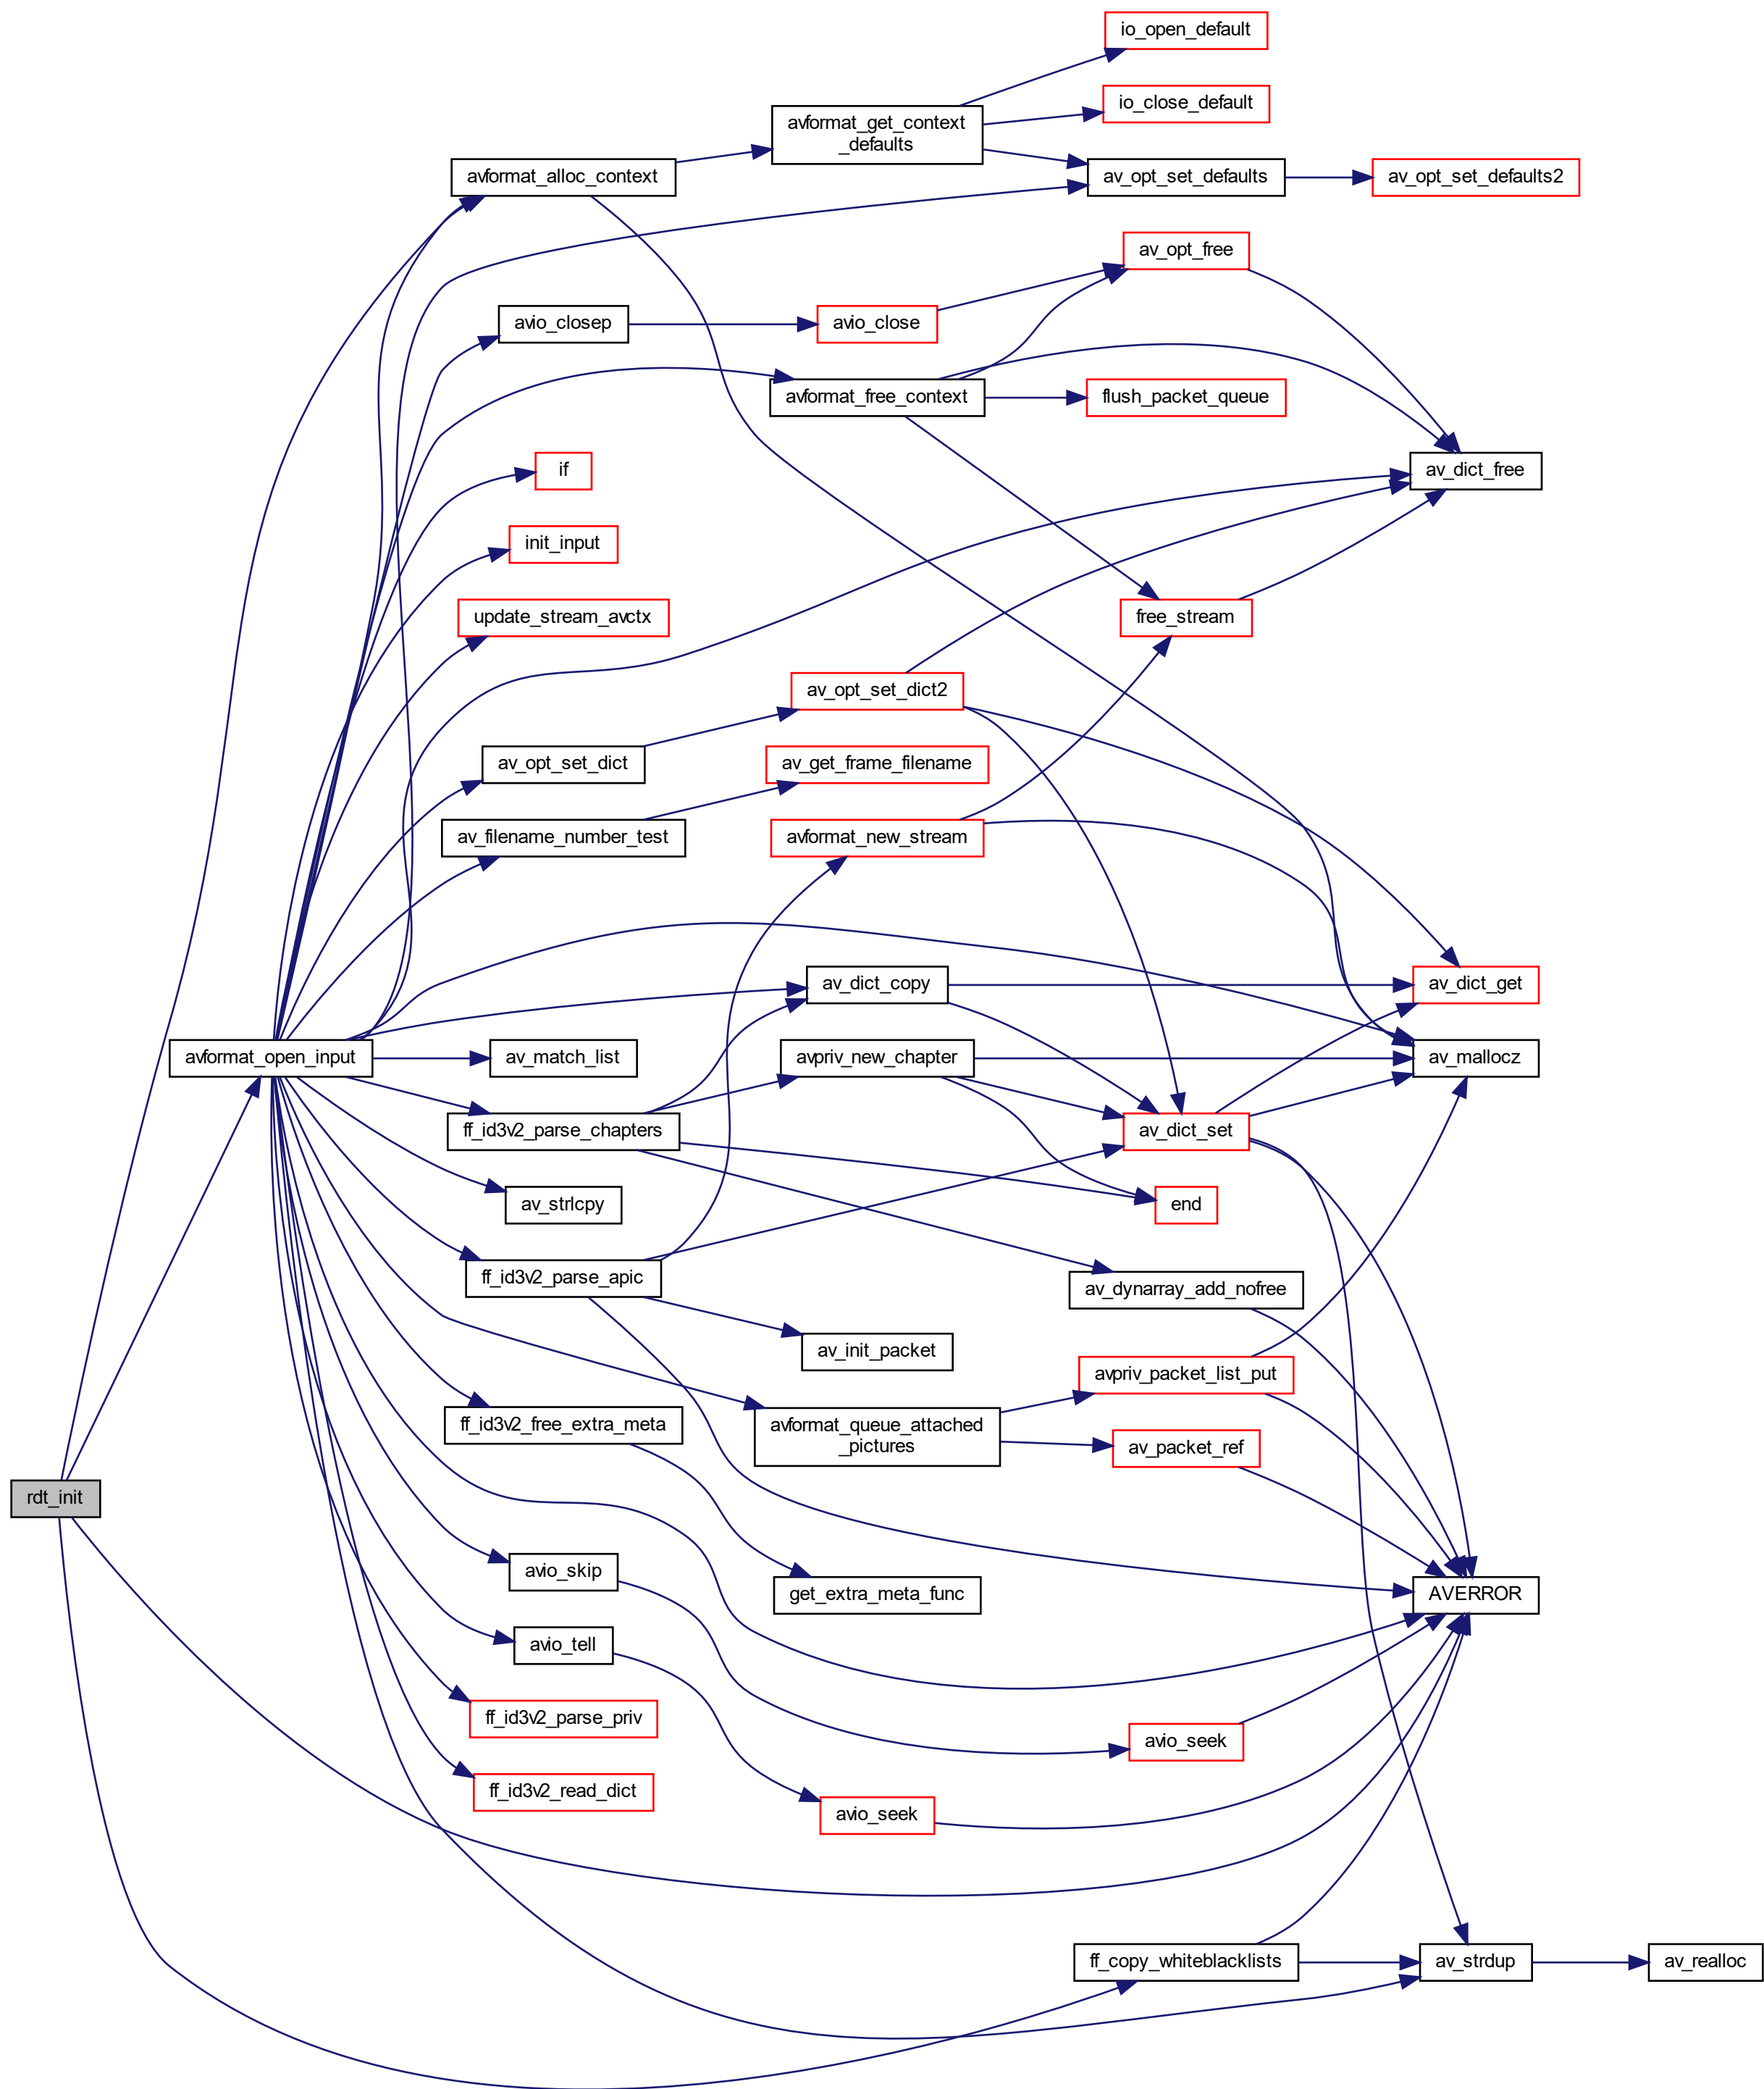 io_open_default
io_close_default
avformat_get_context
_defaults
avformat_alloc_context
av_opt_set_defaults
av_opt_set_defaults2
av_opt_free
avio_closep
avio_close
avformat_free_context
flush_packet_queue
if
av_dict_free
init_input
update_stream_avctx
free_stream
av_opt_set_dict2
av_opt_set_dict
av_get_frame_filename
av_filename_number_test
avformat_new_stream
av_dict_copy
av_dict_get
avformat_open_input
av_match_list
avpriv_new_chapter
av_mallocz
ff_id3v2_parse_chapters
av_dict_set
av_strlcpy
end
ff_id3v2_parse_apic
av_dynarray_add_nofree
av_init_packet
avpriv_packet_list_put
ff_id3v2_free_extra_meta
avformat_queue_attached
_pictures
av_packet_ref
rdt_init
avio_skip
get_extra_meta_func
AVERROR
avio_tell
ff_id3v2_parse_priv
avio_seek
ff_id3v2_read_dict
avio_seek
ff_copy_whiteblacklists
av_strdup
av_realloc